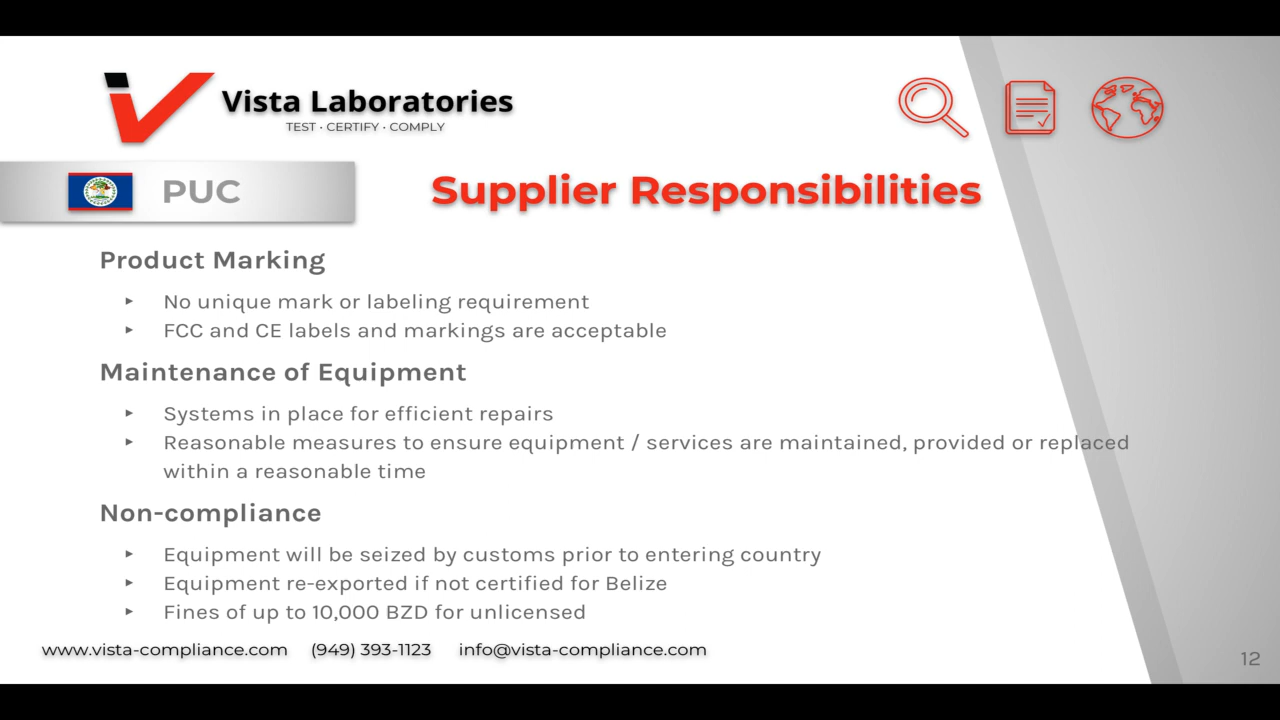 Vista Laboratories
TEST · CERTIFY · COMPLY
PUC
Supplier Responsibilities
Product Marking
‣ No unique mark or labeling requirement
‣ FCC and CE labels and markings are acceptable
Maintenance of Equipment
‣ Systems in place for efficient repairs
‣ Reasonable measures to ensure equipment / services are maintained, provided or replaced
within a reasonable time
Non-compliance
‣ Equipment will be seized by customs prior to entering country
‣ Equipment re-exported if not certified for Belize
‣ Fines of up to 10,000 BZD for unlicensed
www.vista-compliance.com (949) 393-1123 info@vista-compliance.com
12